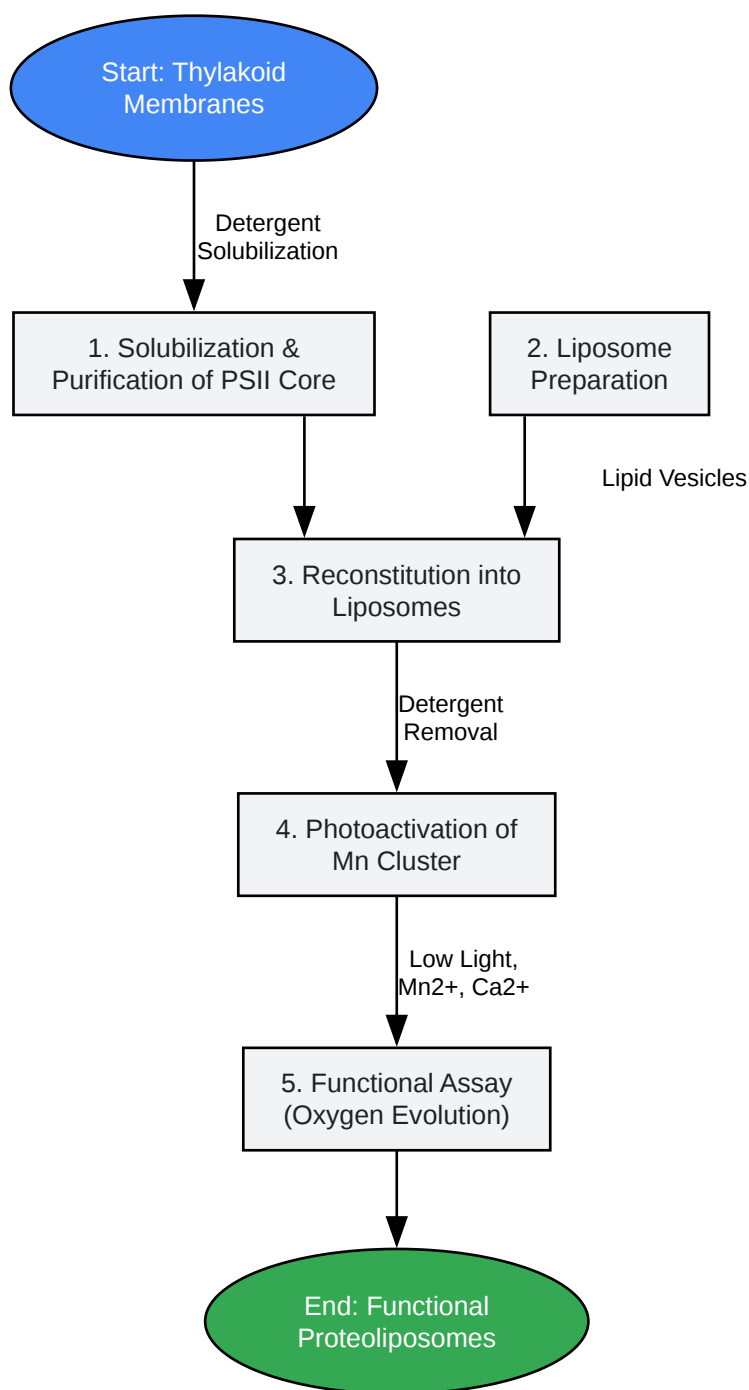 Start: Thylakoid
Membranes
Detergent
Solubilization
1. Solubilization &
Purification of PSII Core
2. Liposome
Preparation
Lipid Vesicles
3. Reconstitution into
Liposomes
Detergent
Removal
4. Photoactivation of
Mn Cluster
Low Light,
Mn2+, Ca2+
5. Functional Assay
(Oxygen Evolution)
End: Functional
Proteoliposomes